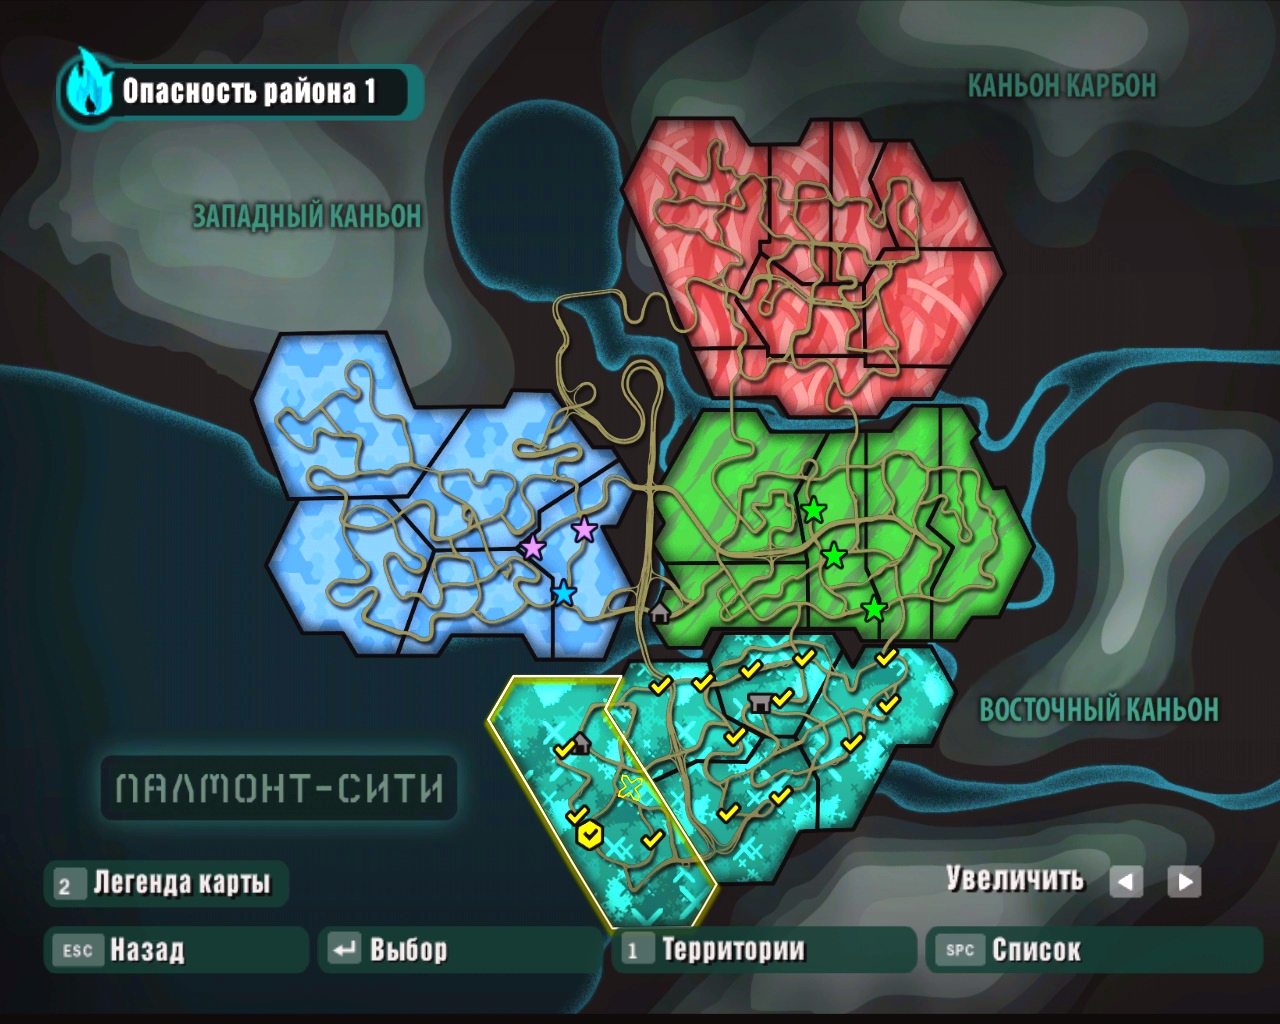 Опасность района 1
КАНЬОН КАРБОН
ЗАПАДНЫЙ КАНЬОН
ВОСТОЧНЫЙ КАНЬОН
ПАЛМОНТ-СИТИ
2 Легенда карты
Увеличить
ESC Назад
Выбор
1 Территории
SPC Список